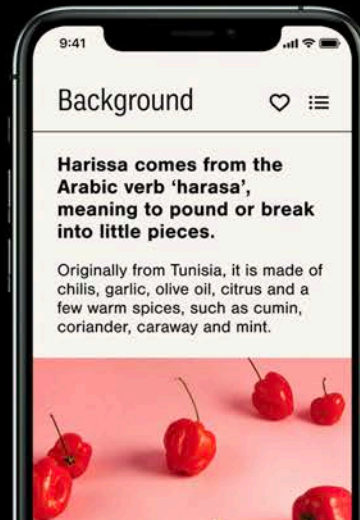 9:41
Background
Harissa comes from the
Arabic verb ‘harasa’,
meaning to pound or break
into little pieces.
Originally from Tunisia, it is made of
chilis, garlic, olive oil, citrus and a
few warm spices, such as cumin,
coriander, caraway and mint.